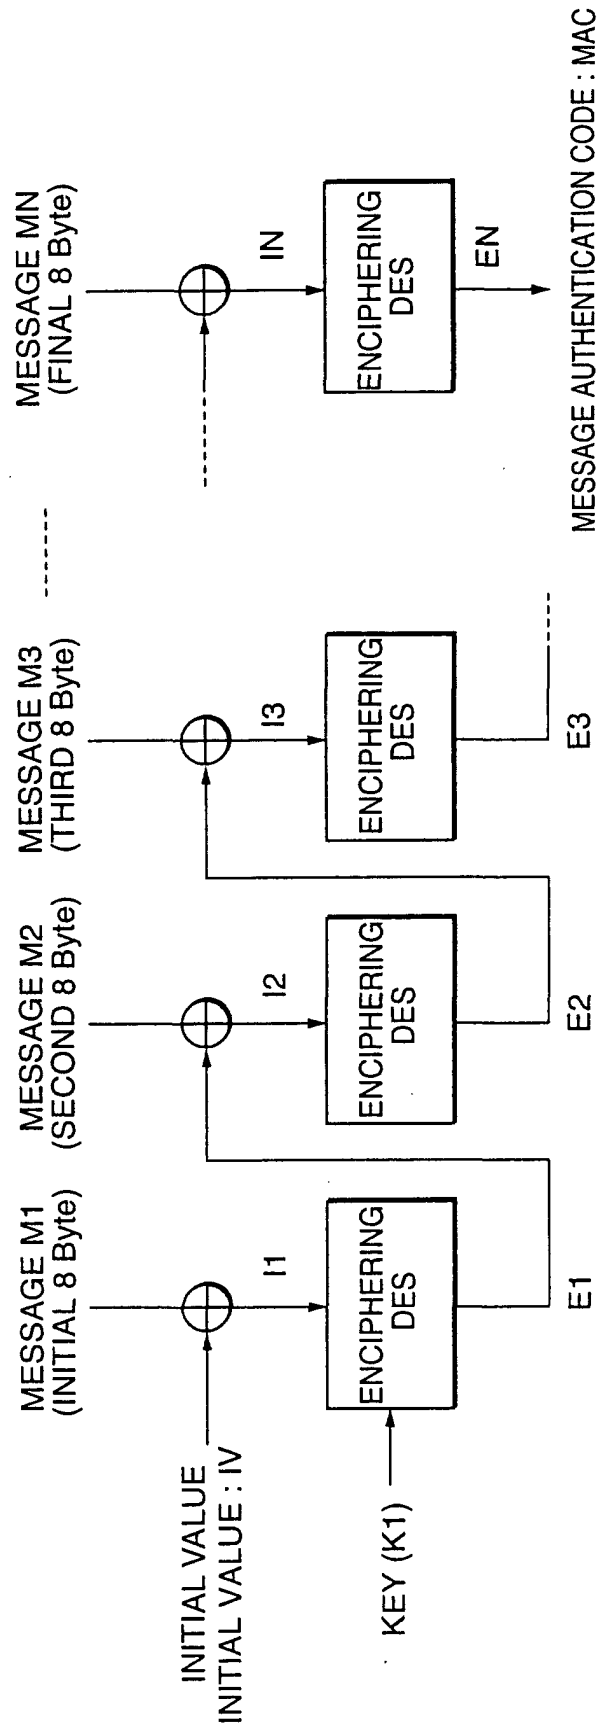 MESSAGE M1
(INITIAL 8 Byte)
MESSAGE M2
(SECOND 8 Byte)
MESSAGE M3
(THIRD 8 Byte)
MESSAGE MN
(FINAL 8 Byte)
INITIAL VALUE
INITIAL VALUE : IV
I1
I2
I3
IN
KEY (K1)
ENCIPHERING
DES
ENCIPHERING
DES
ENCIPHERING
DES
ENCIPHERING
DES
E1
E2
E3
EN
MESSAGE AUTHENTICATION CODE : MAC